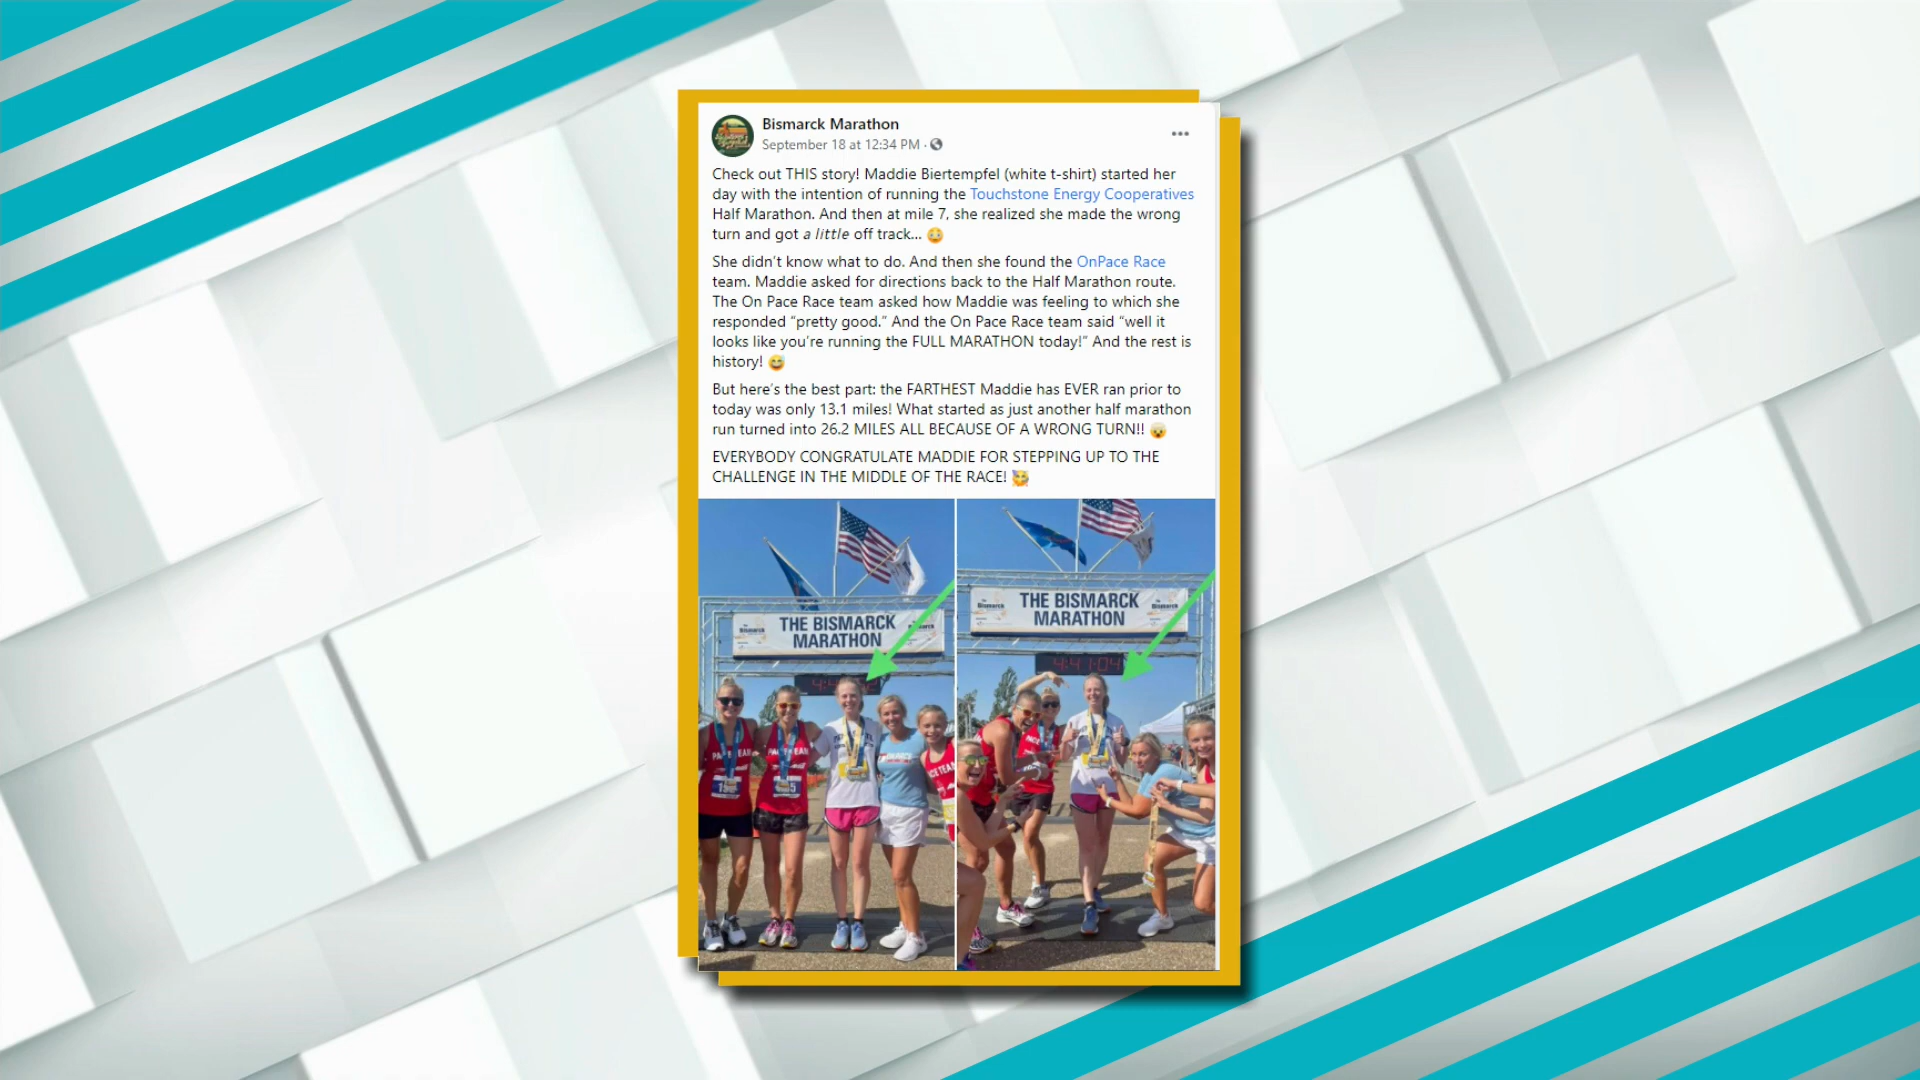 Bismarck Marathon
September 18 at 12:34 PM ·
Check out THIS story! Maddie Biertempfel (white t-shirt) started her
day with the intention of running the Touchstone Energy Cooperatives
Half Marathon. And then at mile 7, she realized she made the wrong
turn and got a little off track... 😳
She didn’t know what to do. And then she found the OnPace Race
team. Maddie asked for directions back to the Half Marathon route.
The On Pace Race team asked how Maddie was feeling to which she
responded “pretty good.” And the On Pace Race team said “well it
looks like you’re running the FULL MARATHON today!” And the rest is
history! 😅
But here’s the best part: the FARTHEST Maddie has EVER ran prior to
today was only 13.1 miles! What started as just another half marathon
run turned into 26.2 MILES ALL BECAUSE OF A WRONG TURN!! 😮
EVERYBODY CONGRATULATE MADDIE FOR STEPPING UP TO THE
CHALLENGE IN THE MIDDLE OF THE RACE! 🥳
THE BISMARCK
MARATHON
Bismarck
THE BISMARCK
MARATHON
Bismarck
Bismarck
4:41:04
PACE TEAM